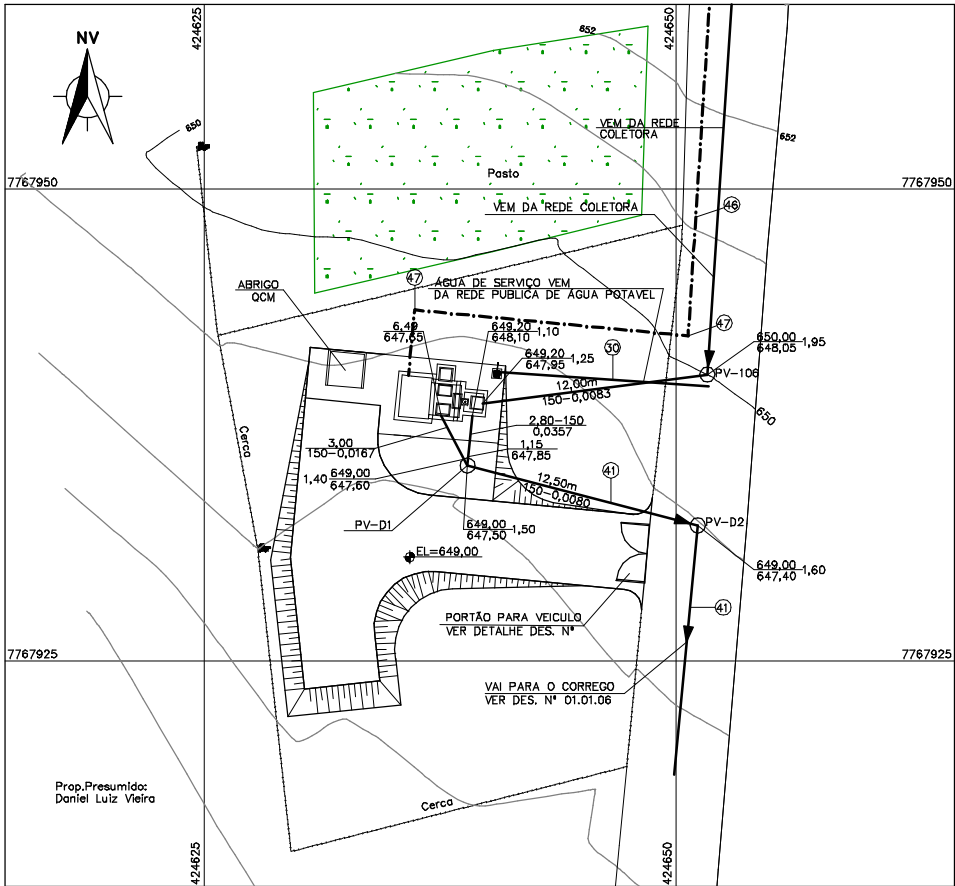 424625
424650
NV
652
650
VEM DA REDE
COLETORA
652
Pasto
7767950
7767950
VEM DA REDE COLETORA
46
ABRIGO
QCM
47
ÁGUA DE SERVIÇO VEM
DA REDE PUBLICA DE ÁGUA POTAVEL
47
6,49
647,65
649,20
648,10
1,10
649,20
647,95
1,25
30
650,00
648,05
1,95
PV-106
12,00m
150-0,0083
650
2,80-150
0,0357
3,00
150-0,0167
1,15
647,85
Cerca
1,40
649,00
647,60
12,50m
150-0,0080
41
PV-D1
649,00
647,50
1,50
PV-D2
EL=649,00
649,00
647,40
1,60
41
PORTÃO PARA VEICULO
VER DETALHE DES. Nº
7767925
7767925
VAI PARA O CORREGO
VER DES. Nº 01.01.06
Prop.Presumido:
Daniel Luiz Vieira
Cerca
424625
424650